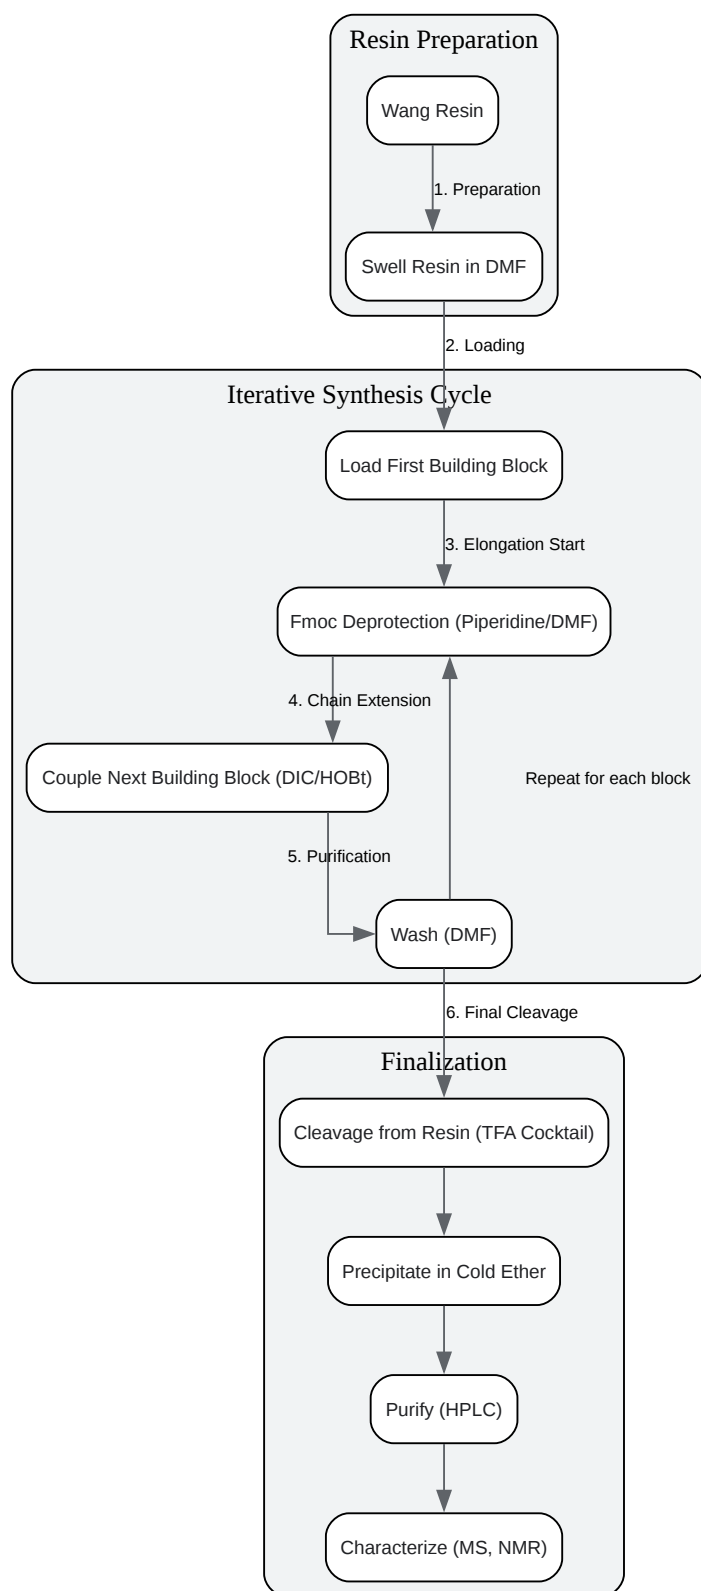 Resin Preparation
Wang Resin
1. Preparation
Swell Resin in DMF
2. Loading
Iterative Synthesis Cycle
Load First Building Block
3. Elongation Start
Fmoc Deprotection (Piperidine/DMF)
4. Chain Extension
Couple Next Building Block (DIC/HOBt)
Repeat for each block
5. Purification
Wash (DMF)
6. Final Cleavage
Finalization
Cleavage from Resin (TFA Cocktail)
Precipitate in Cold Ether
Purify (HPLC)
Characterize (MS, NMR)